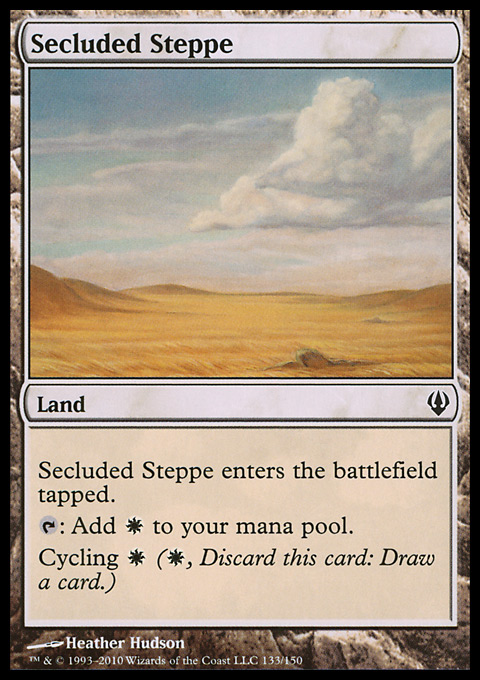 Secluded Steppe
Land
Secluded Steppe enters the battlefield
tapped.
: Add to your mana pool.
Cycling (, Discard this card: Draw
a card.)
Heather Hudson
™ & © 1993–2010 Wizards of the Coast LLC 133/150